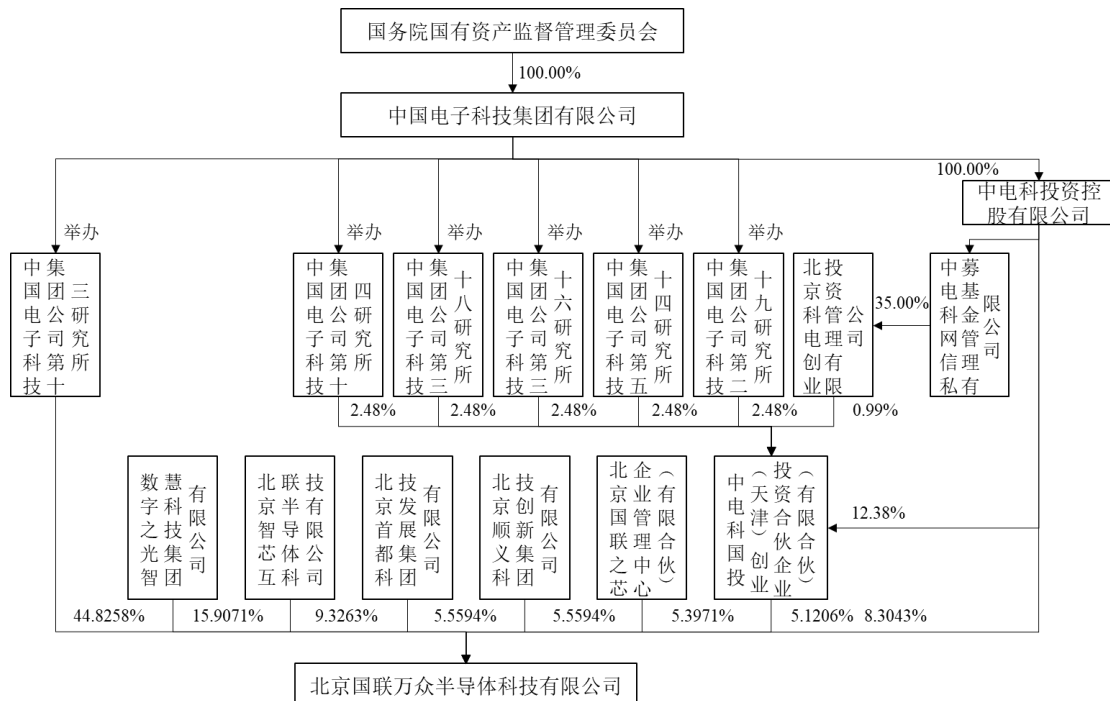 国务院国有资产监督管理委员会
100.00%
中国电子科技集团有限公司
100.00%
中电科投资控
股有限公司
举办
举办
举办
举办
举办
举办
中国电子科技
集团公司第十
三研究所
中国电子科技
集团公司第十
四研究所
中国电子科技
集团公司第三
十八研究所
中国电子科技
集团公司第三
十六研究所
中国电子科技
集团公司第五
十四研究所
中国电子科技
集团公司第二
十九研究所
北京科电创业
投资管理有限
公司
35.00%
中电科网信私
募基金管理有
限公司
2.48%
2.48%
2.48%
2.48%
2.48%
0.99%
数字之光智
慧科技集团
有限公司
北京智芯互
联半导体科
技有限公司
北京首都科
技发展集团
有限公司
北京顺义科
技创新集团
有限公司
北京国联之芯
企业管理中心
（有限合伙）
中电科国投
（天津）创业
投资合伙企业
（有限合伙）
12.38%
44.8258%
15.9071%
9.3263%
5.5594%
5.5594%
5.3971%
5.1206%
8.3043%
北京国联万众半导体科技有限公司